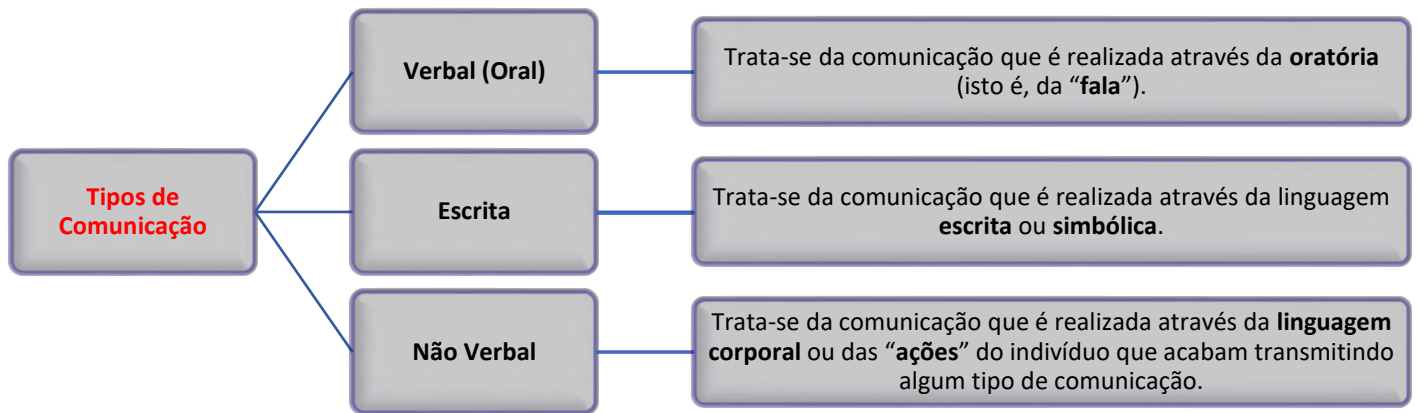 Tipos de
Comunicação
Verbal (Oral)
Trata-se da comunicação que é realizada através da oratória
(isto é, da “fala”).
Escrita
Trata-se da comunicação que é realizada através da linguagem
escrita ou simbólica.
Não Verbal
Trata-se da comunicação que é realizada através da linguagem
corporal ou das “ações” do indivíduo que acabam transmitindo
algum tipo de comunicação.